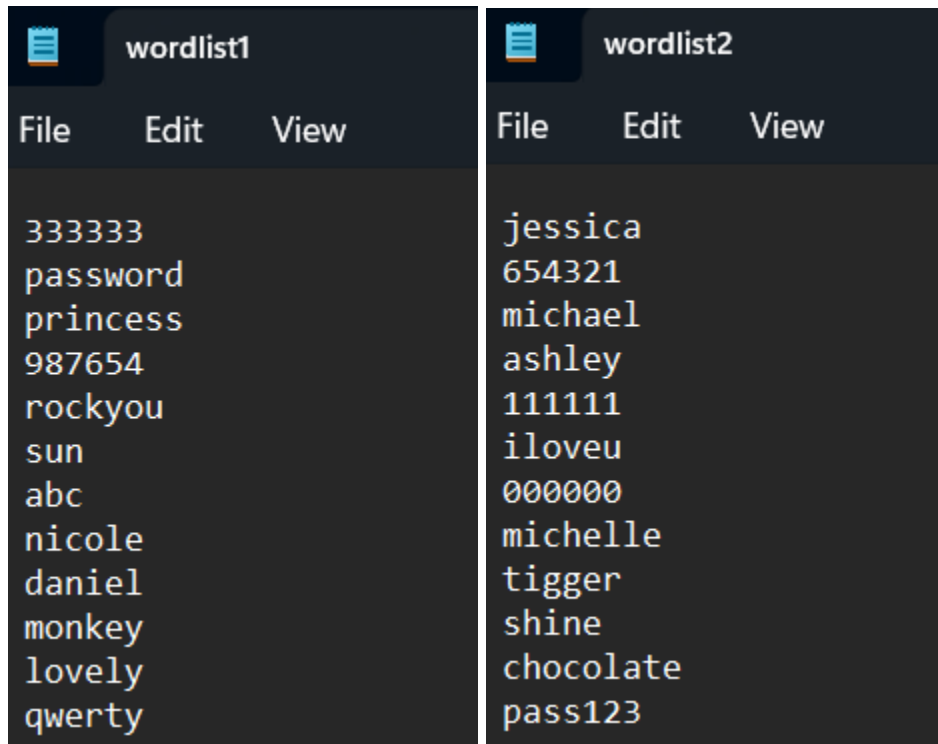 wordlist1
File Edit View
333333
password
princess
987654
rockyou
sun
abc
nicole
daniel
monkey
lovely
qwerty
wordlist2
File Edit View
jessica
654321
michael
ashley
111111
iloveu
000000
michelle
tigger
shine
chocolate
pass123